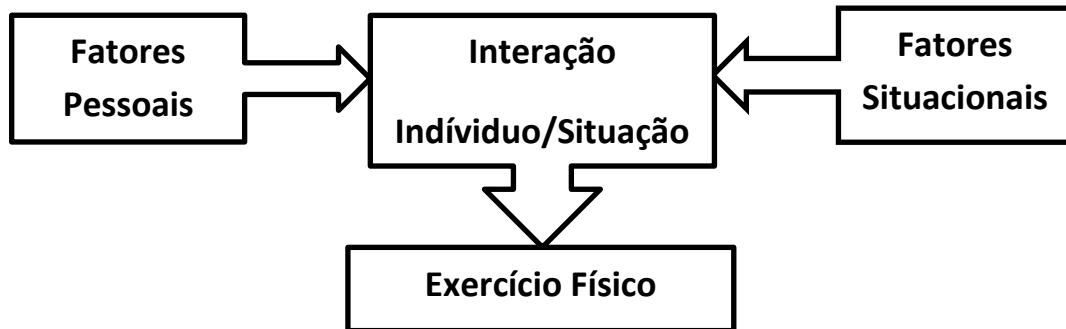 Fatores
Pessoais
Interação
Indíviduo/Situação
Fatores
Situacionais
Exercício Físico